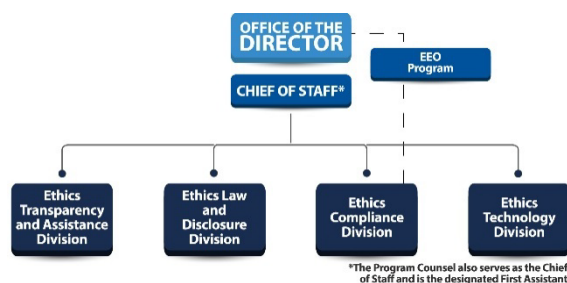 OFFICE OF THE
DIRECTOR
EEO
Program
CHIEF OF STAFF*
Ethics
Transparency
and Assistance
Division
Ethics Law
and
Disclosure
Division
Ethics
Compliance
Division
Ethics
Technology
Division
*The Program Counsel also serves as the Chief
of Staff and is the designated First Assistant